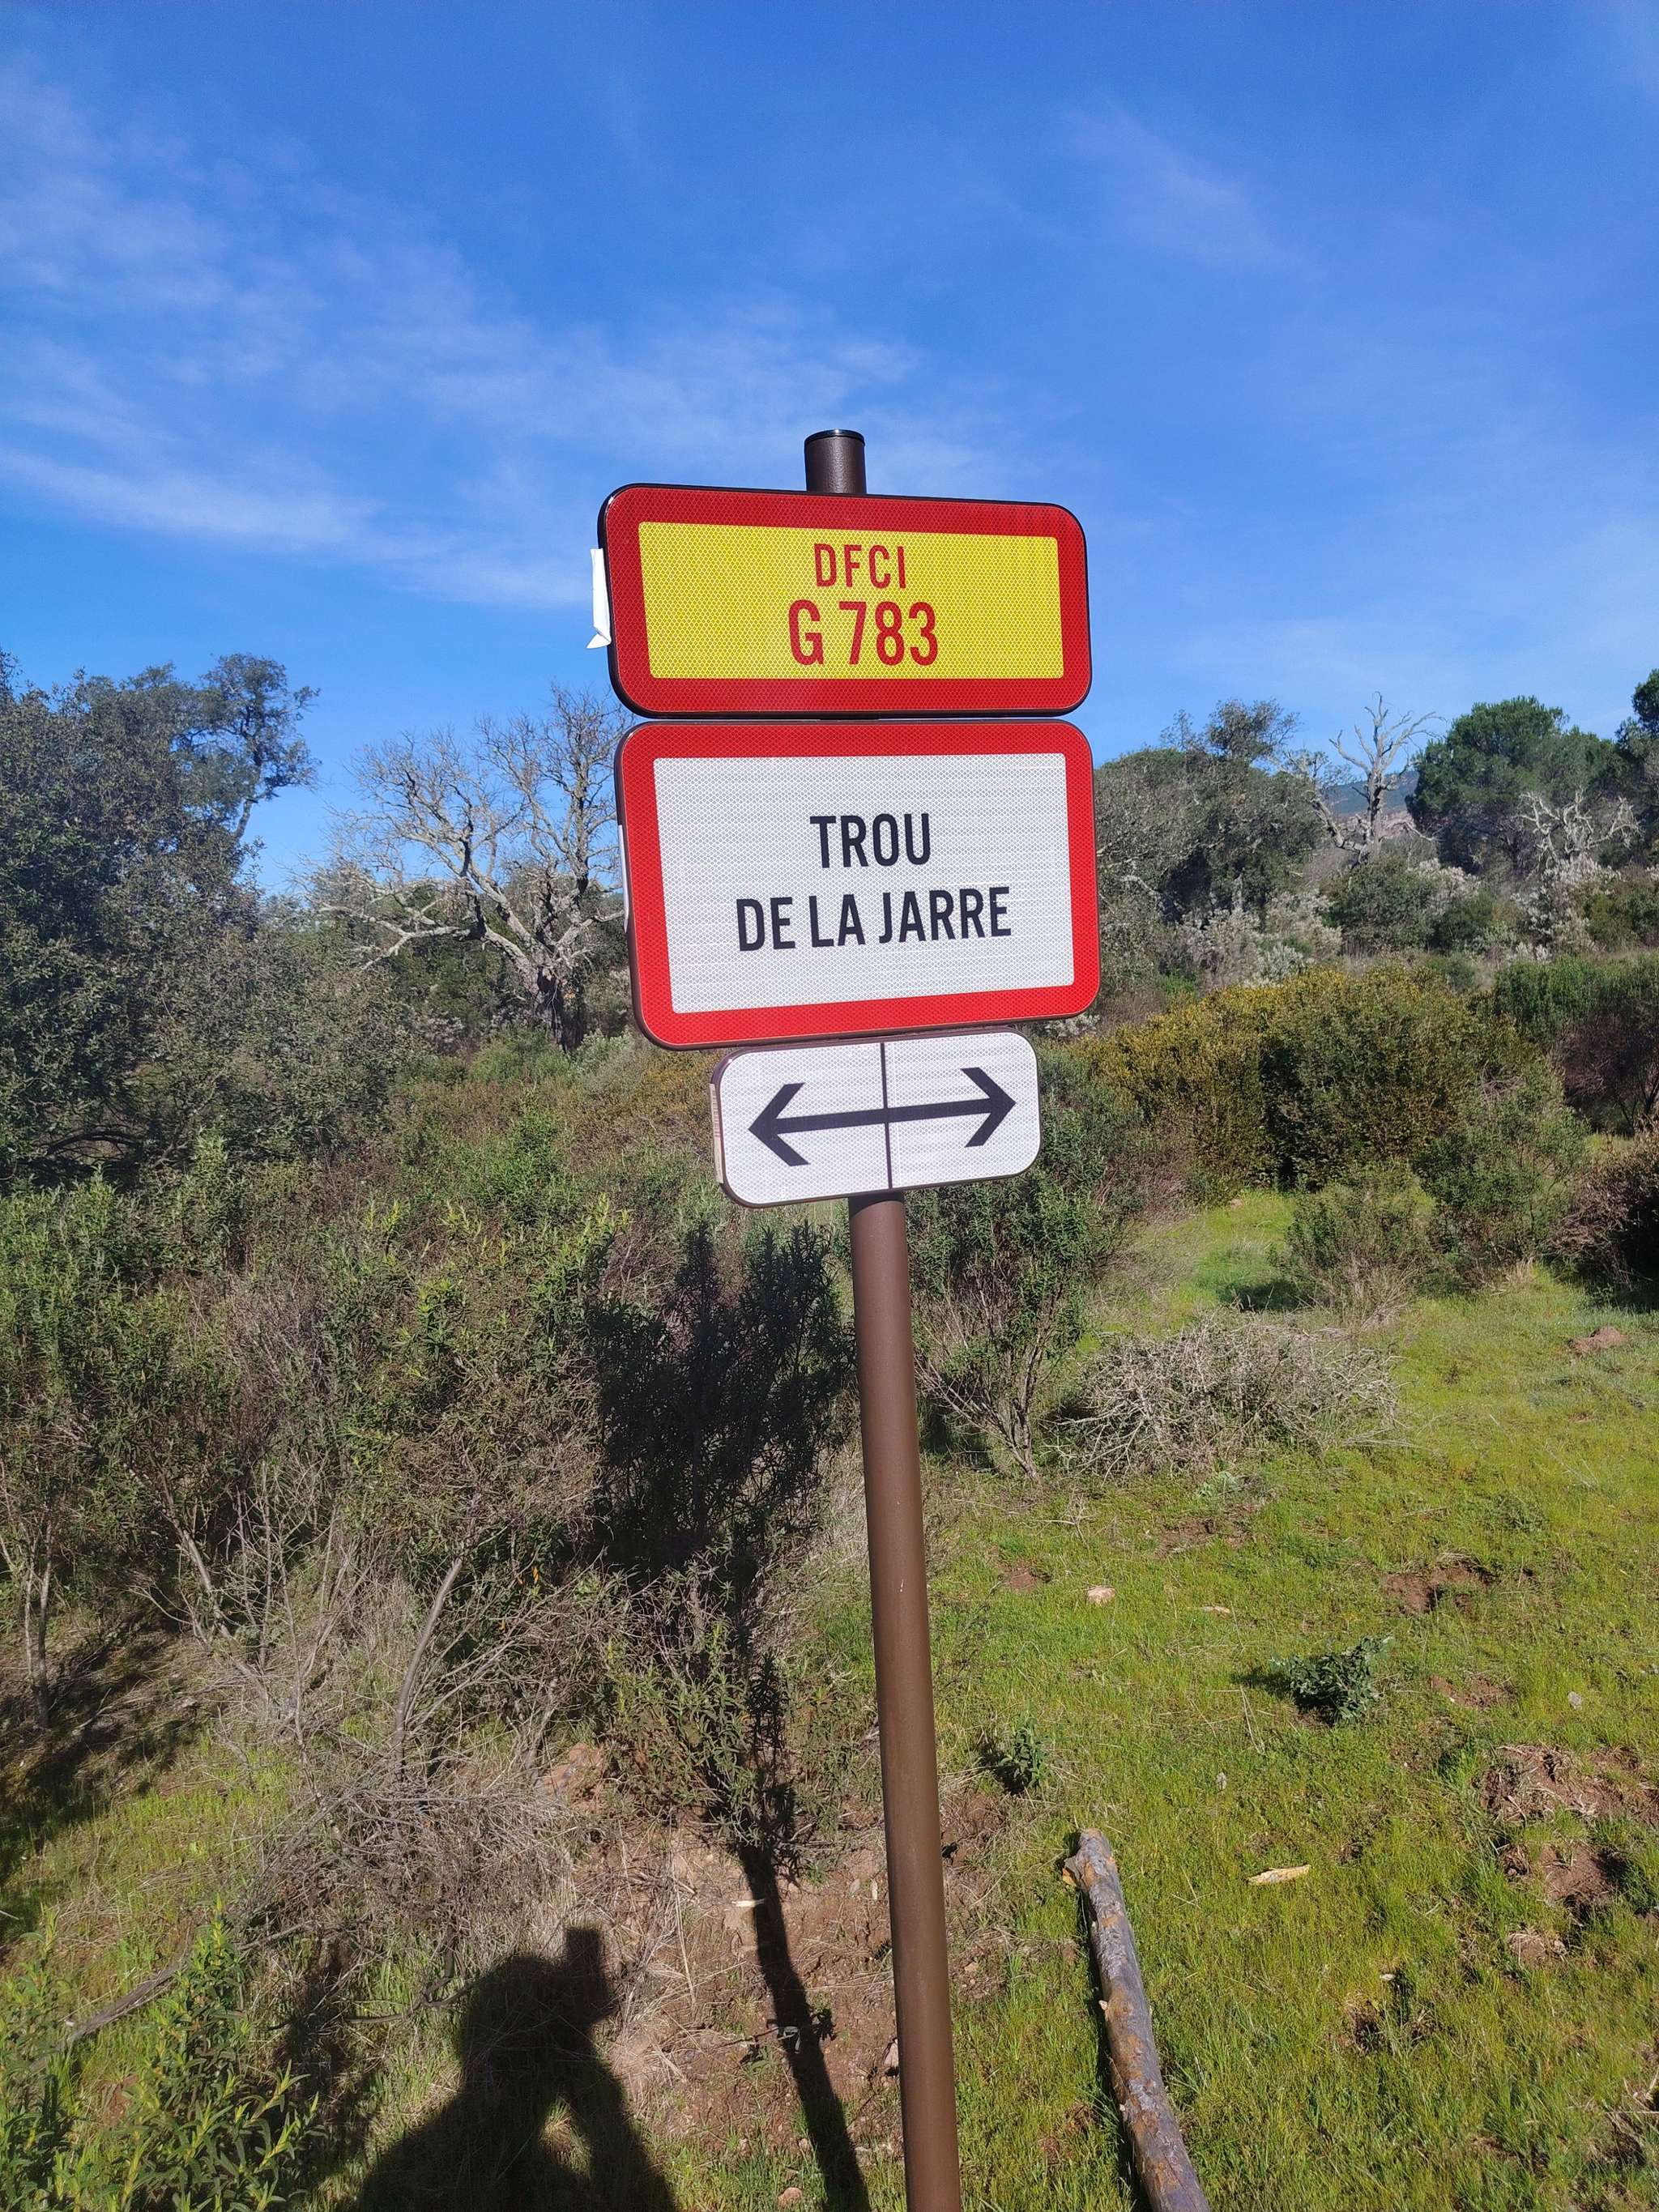 DFCI
G 783
TROU
DE LA JARRE